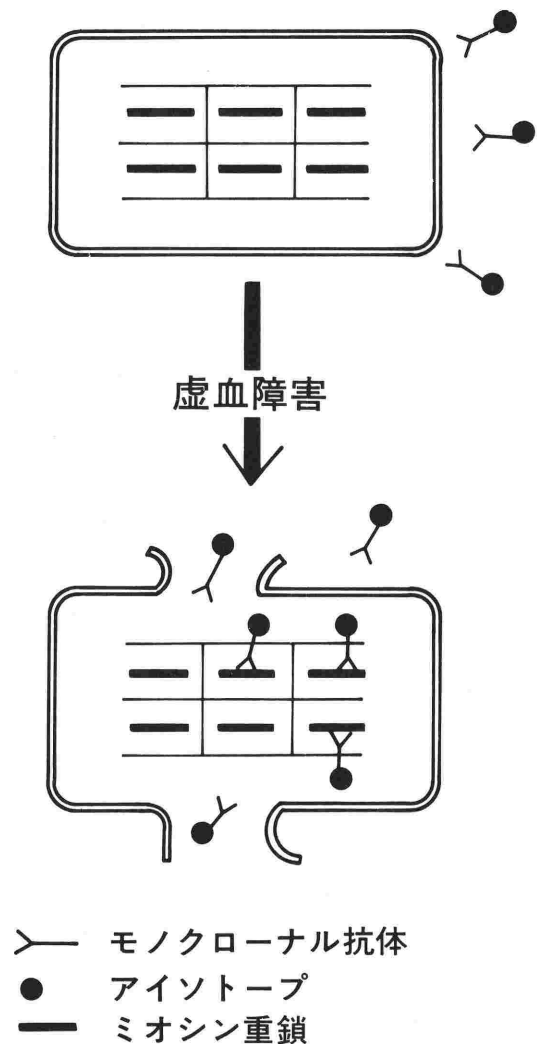 虚血障害
モノクローナル抗体
アイソトープ
ミオシン重鎖